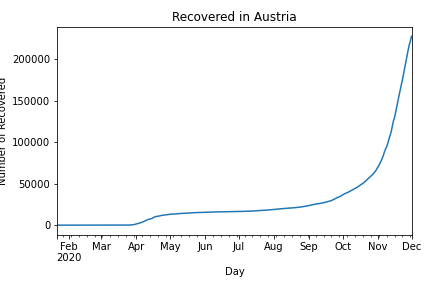 Recovered in Austria
Number of Recovered
200000
150000
100000
50000
0
Feb Mar Apr May Jun Jul Aug Sep Oct Nov Dec
2020
Day